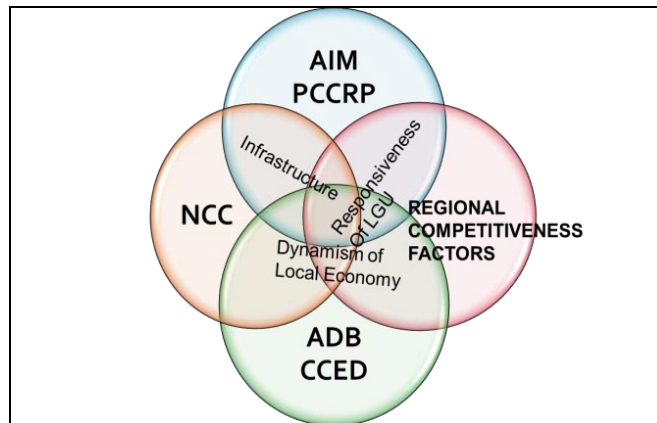 AIM
PCCRP
Infrastructure
Responsiveness
Of LGU
NCC
REGIONAL
COMPETITIVENESS
FACTORS
Dynamism of
Local Economy
ADB
CCED